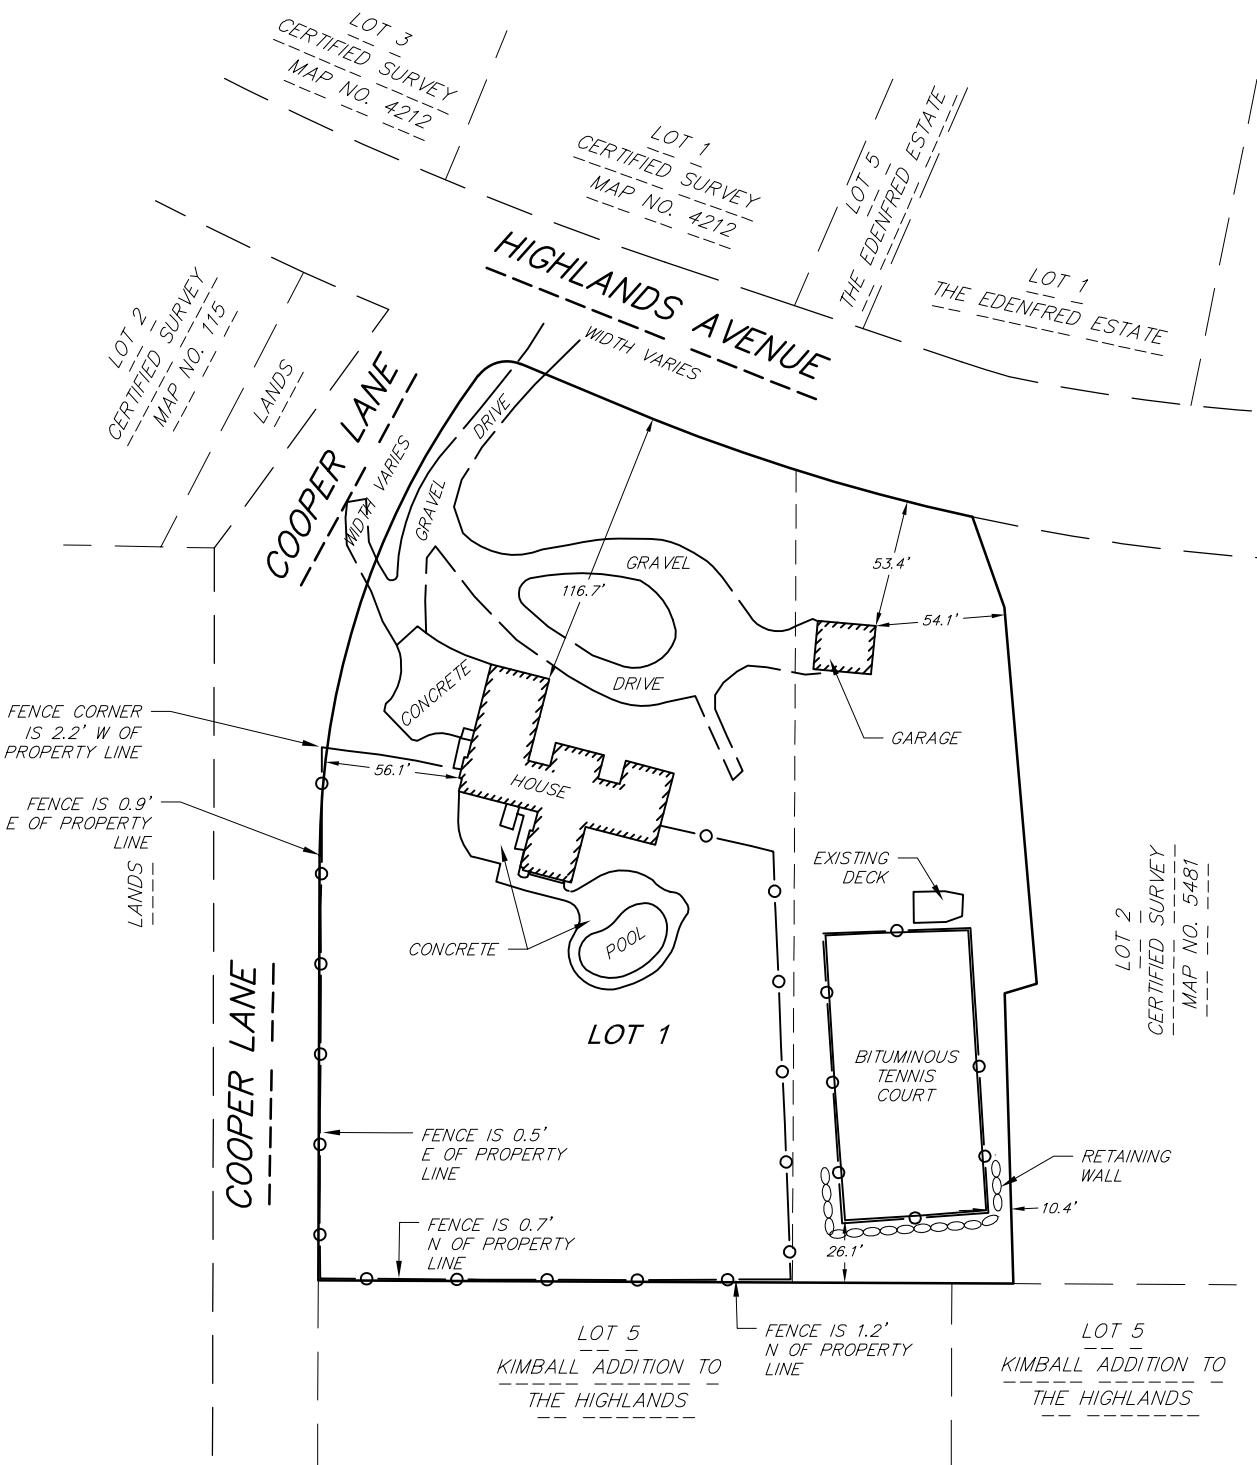 LOT 3
CERTIFIED SURVEY
MAP NO. 4212
LOT 1
CERTIFIED SURVEY
MAP NO. 4212
LOT 5
THE EDENFRED ESTATE
LOT 1
THE EDENFRED ESTATE
HIGHLANDS AVENUE
WIDTH VARIES
LOT 2
CERTIFIED SURVEY
MAP NO. 115
LANDS
COOPER LANE
WIDTH VARIES
GRAVEL
DRIVE
GRAVEL
DRIVE
116.7'
53.4'
54.1'
CONCRETE
FENCE CORNER
IS 2.2' W OF
PROPERTY LINE
56.1'
HOUSE
GARAGE
FENCE IS 0.9'
E OF PROPERTY
LINE
LANDS
EXISTING
DECK
CONCRETE
POOL
LOT 2
CERTIFIED SURVEY
MAP NO. 5481
COOPER LANE
LOT 1
BITUMINOUS
TENNIS
COURT
FENCE IS 0.5'
E OF PROPERTY
LINE
RETAINING
WALL
10.4'
FENCE IS 0.7'
N OF PROPERTY
LINE
26.1'
FENCE IS 1.2'
N OF PROPERTY
LINE
LOT 5
KIMBALL ADDITION TO
THE HIGHLANDS
LOT 5
KIMBALL ADDITION TO
THE HIGHLANDS